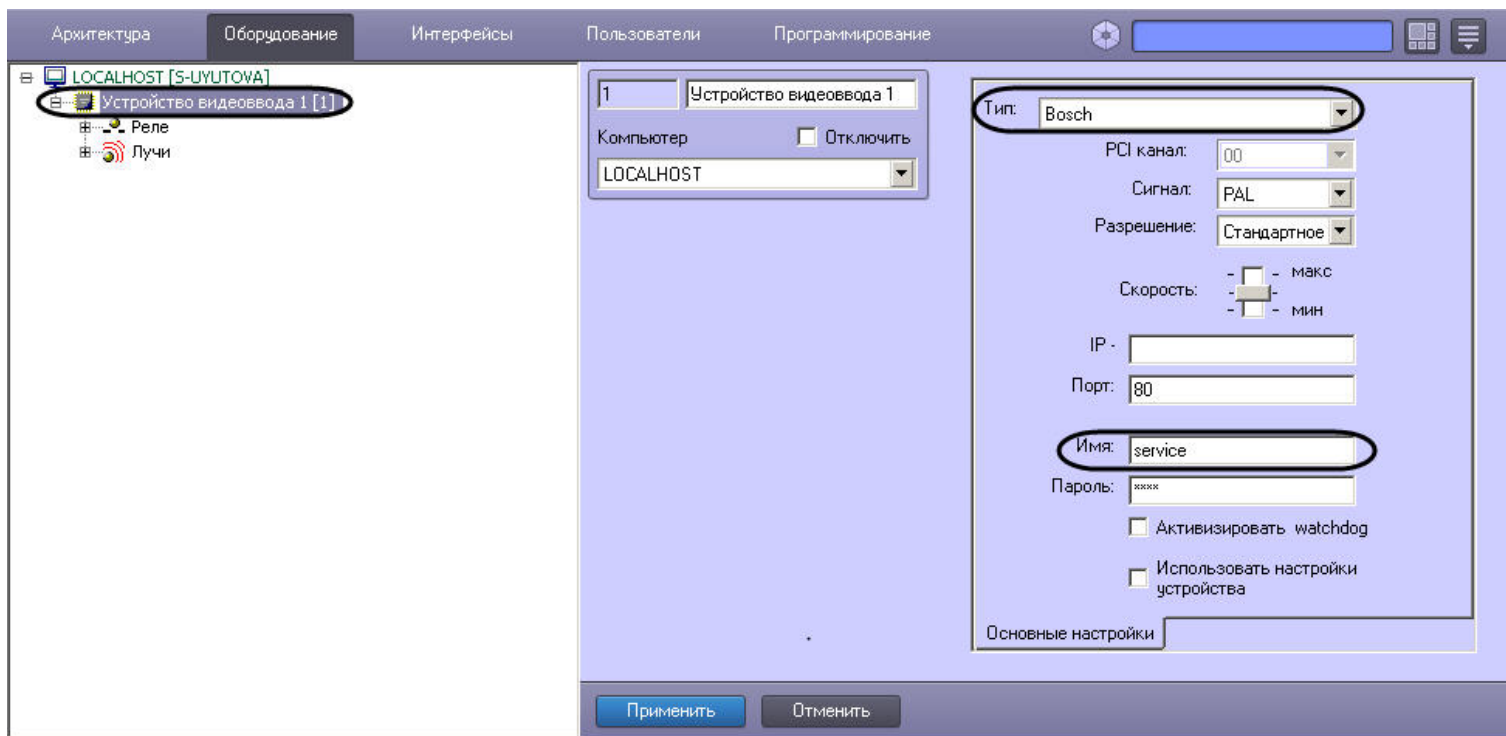 Архитектура Оборудование Интерфейсы Пользователи Программирование
LOCALHOST [S-UYUTOVA]
Устройство видеоввода 1 [1]
Реле
Лучи
1 Устройство видеоввода 1
Компьютер Отключить
LOCALHOST
Тип: Bosch
PCI канал: 00
Сигнал: PAL
Разрешение: Стандартное
- - макс
Скорость: - -
- - мин
IP -
Порт: 80
Имя: service
Пароль: ××××
Активизировать watchdog
Использовать настройки
устройства
Основные настройки
Применить Отменить